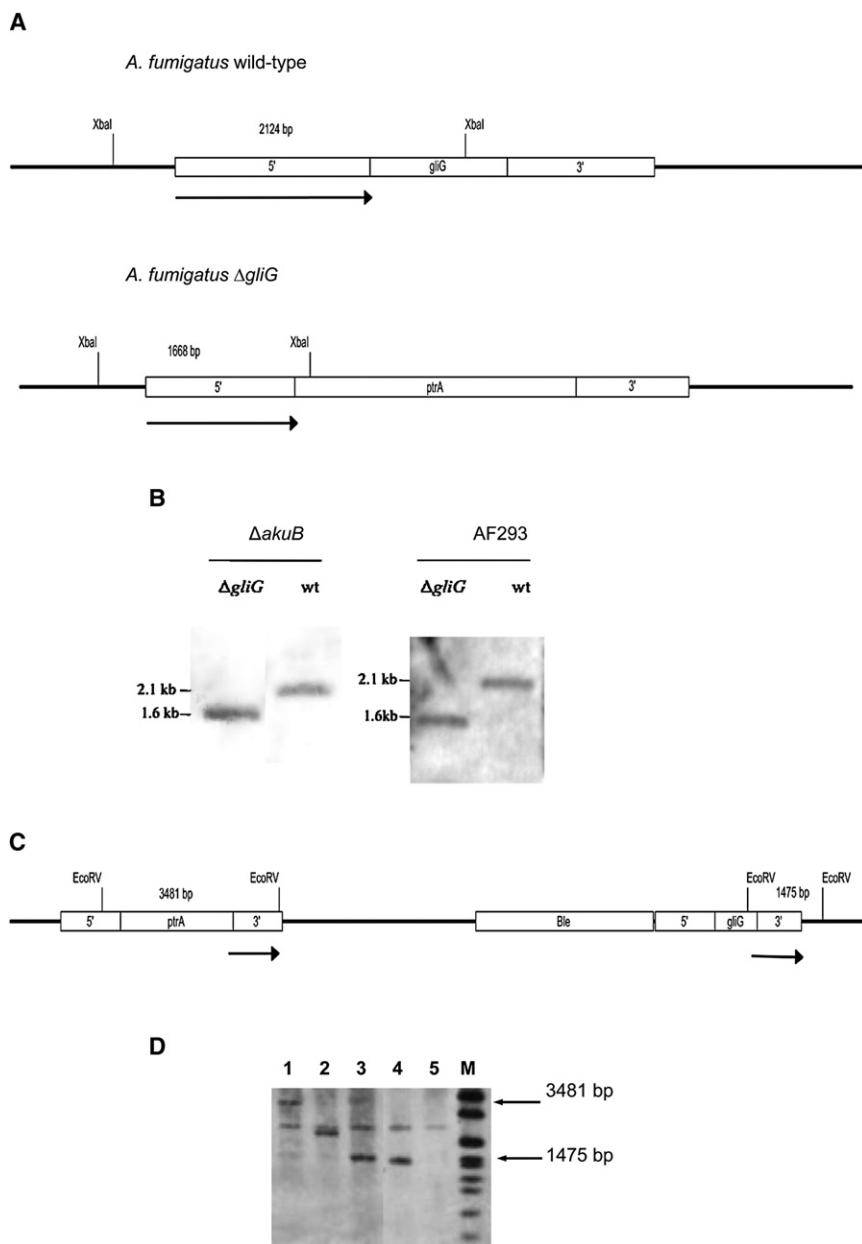 A
A. fumigatus wild-type
XbaI 2124 bp XbaI
5' gliG 3'
A. fumigatus ΔgliG
XbaI 1668 bp XbaI
5' ptrA 3'
B
ΔakuB AF293
ΔgliG wt ΔgliG wt
2.1 kb 2.1 kb
1.6 kb 1.6kb
C
EcoRV 3481 bp EcoRV EcoRV 1475 bp EcoRV
5' ptrA 3' Ble 5' gliG 3'
D
1 2 3 4 5 M
3481 bp
1475 bp